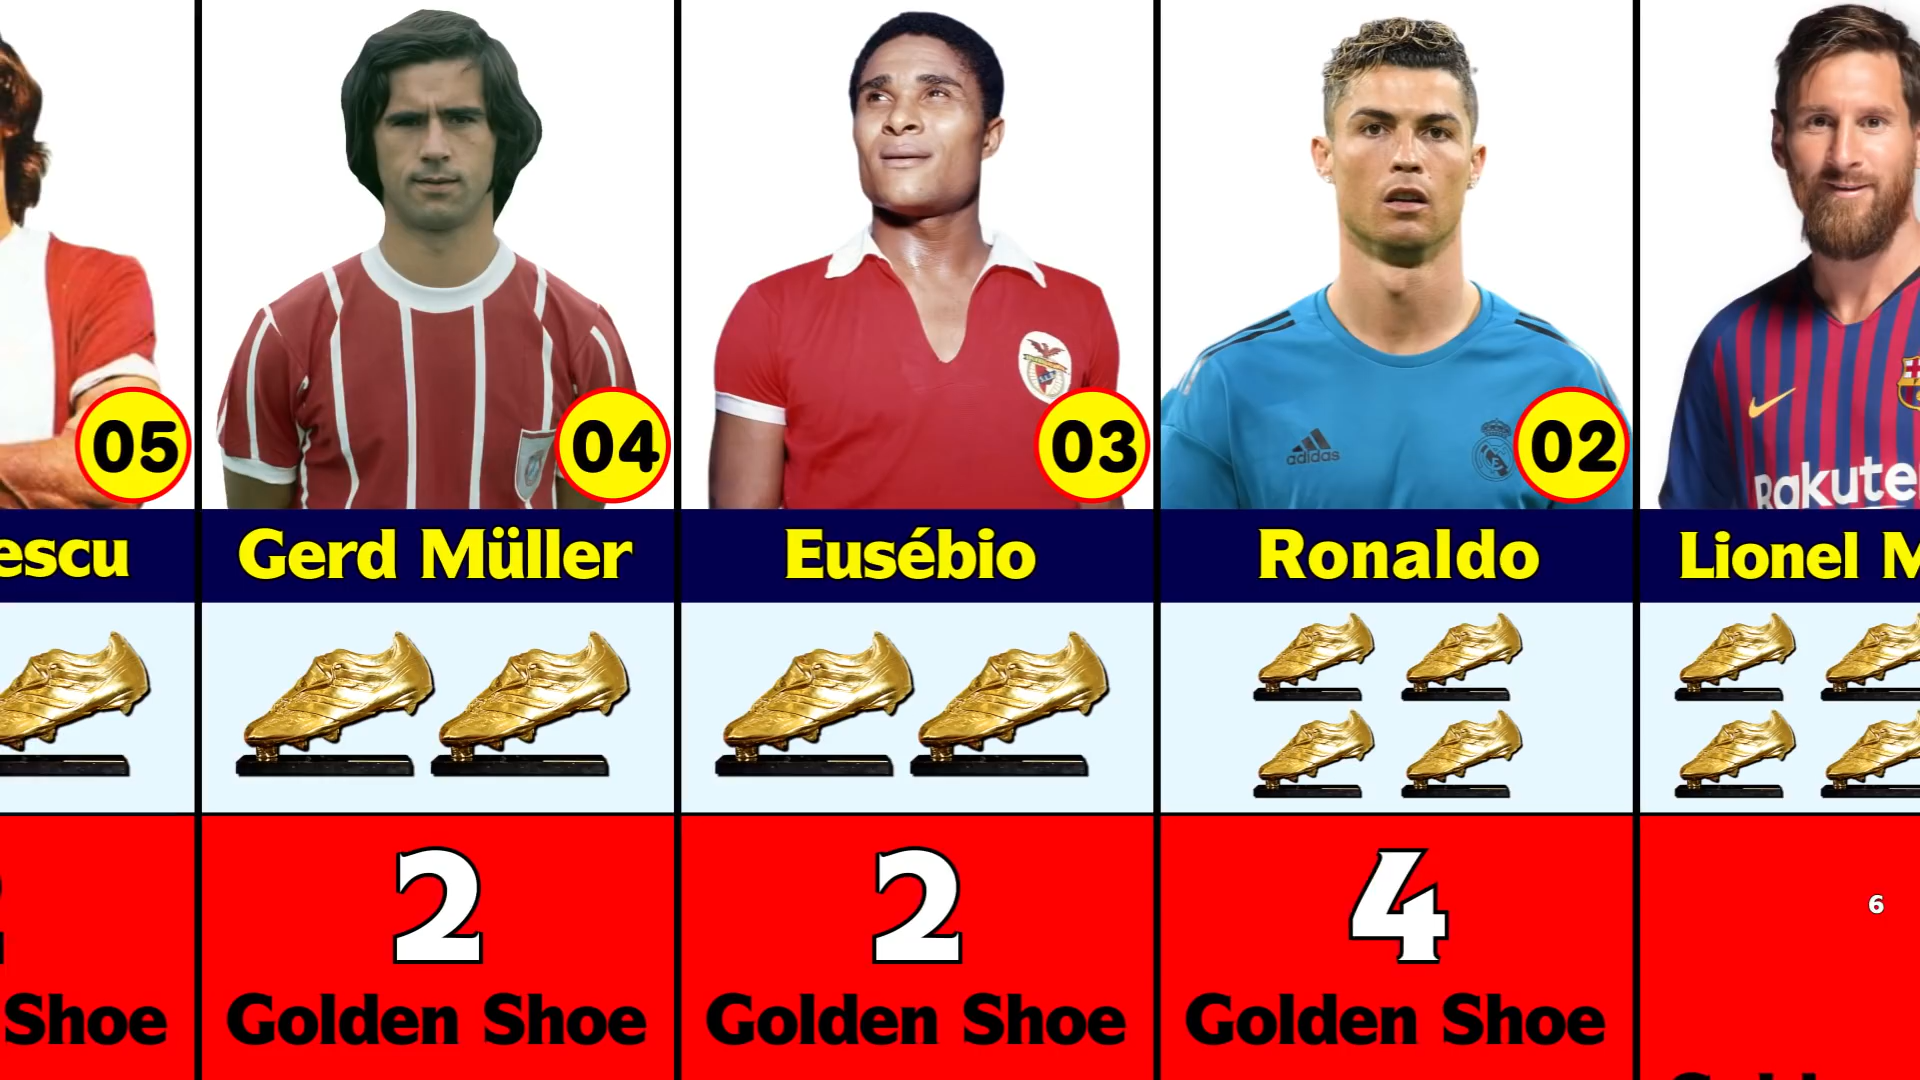 05
04
03
02
adidas
Rakute
escu
Gerd Müller
Eusébio
Ronaldo
Lionel M
2
2
4
6
Shoe
Golden Shoe
Golden Shoe
Golden Shoe